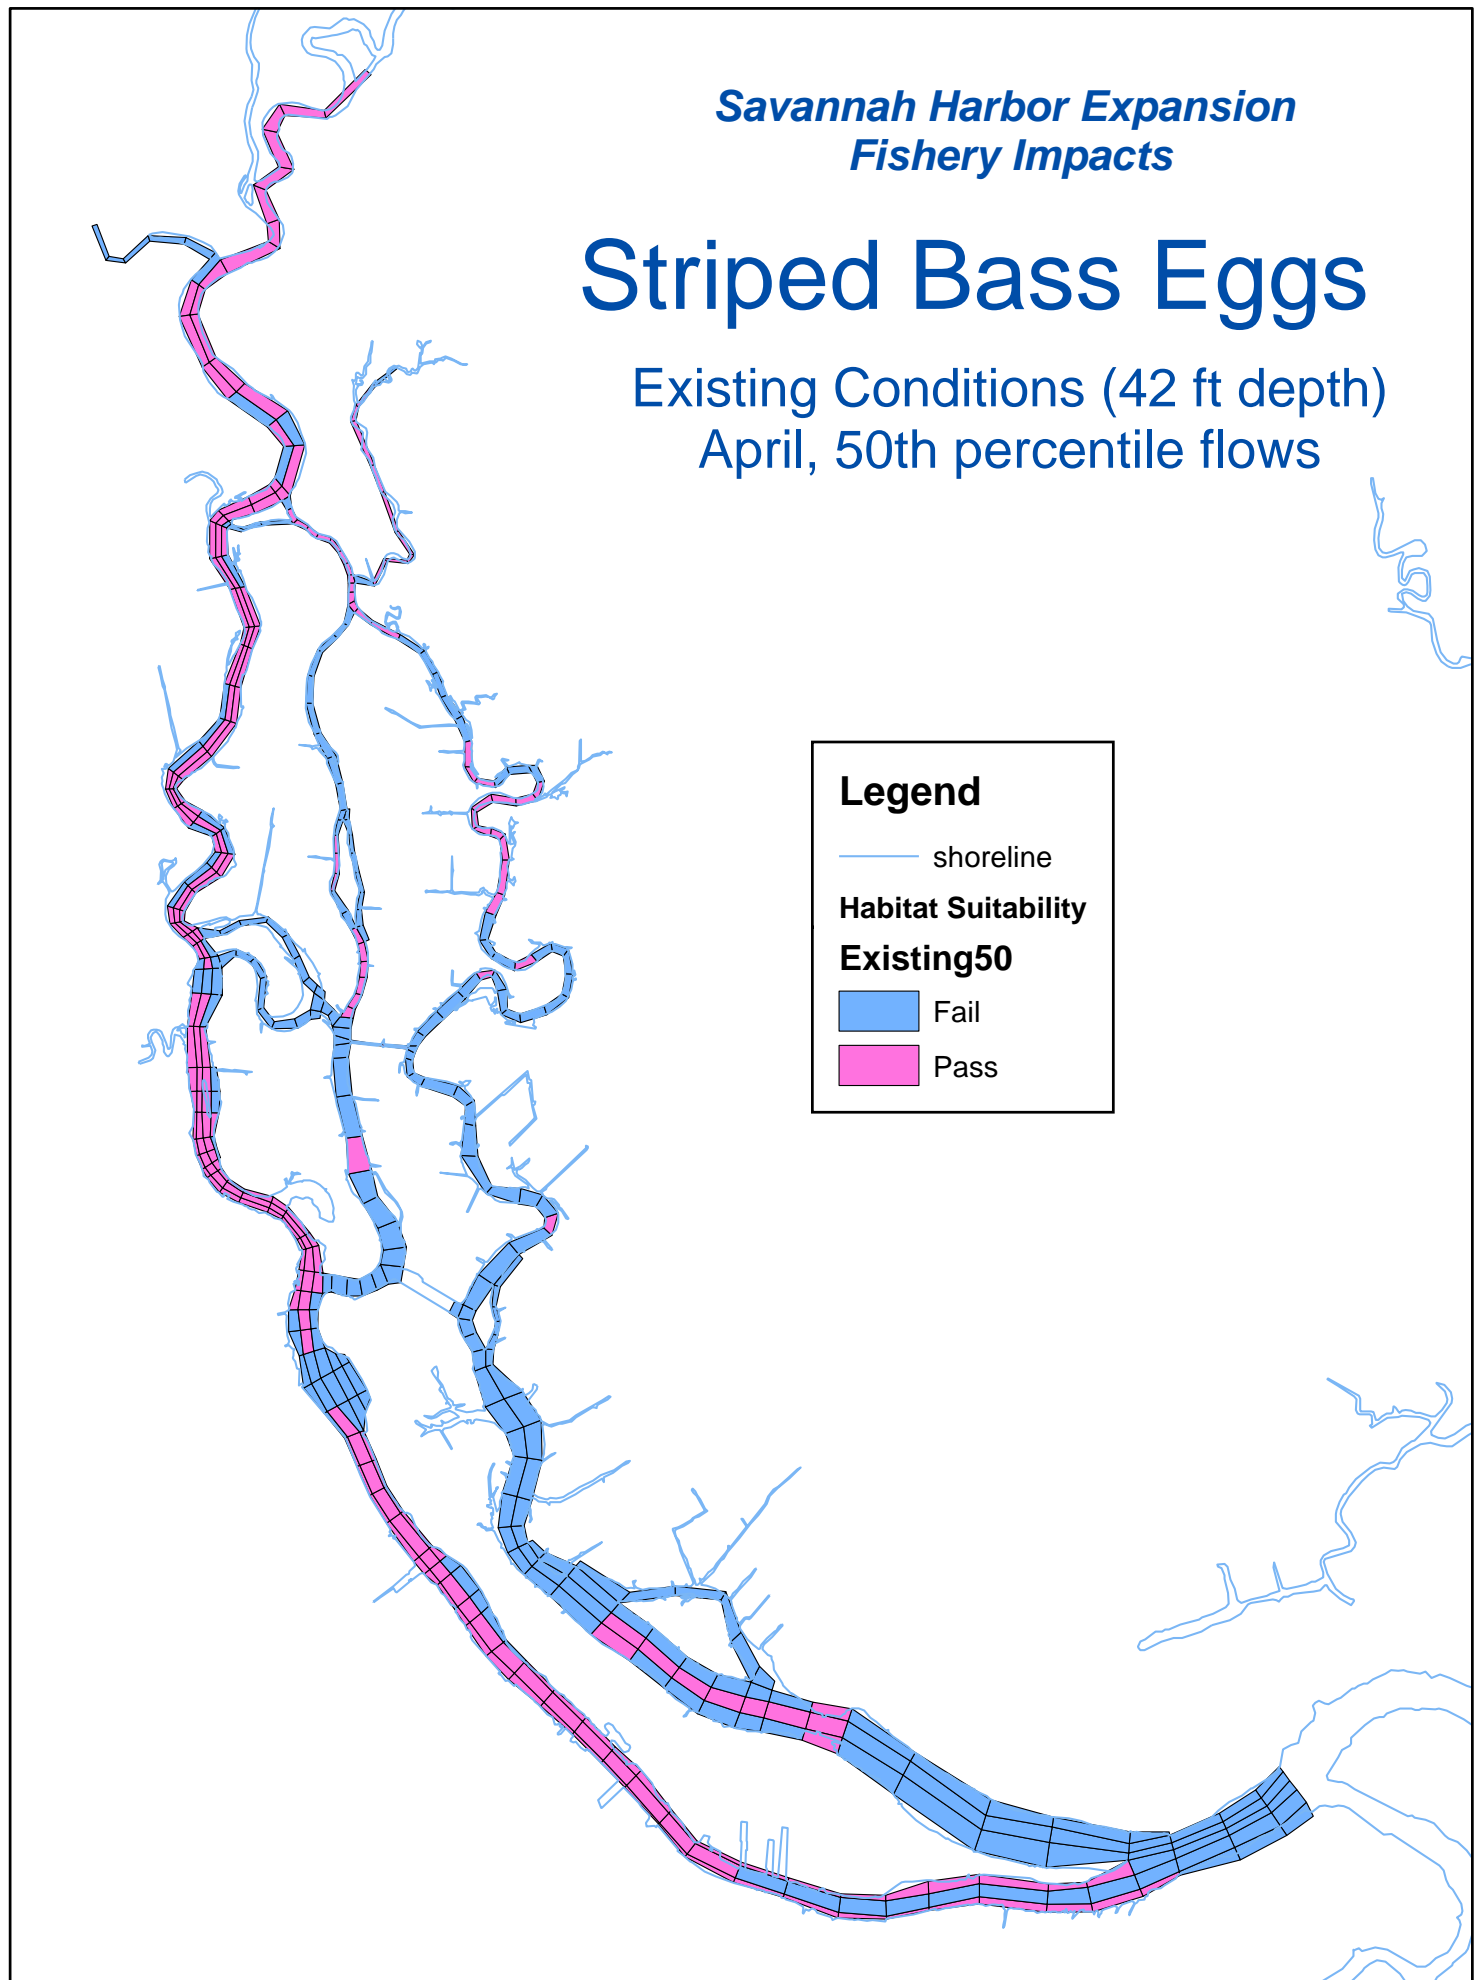 Savannah Harbor Expansion
Fishery Impacts
Striped Bass Eggs
Existing Conditions (42 ft depth)
April, 50th percentile flows
Legend
shoreline
Habitat Suitability
Existing50
Fail
Pass